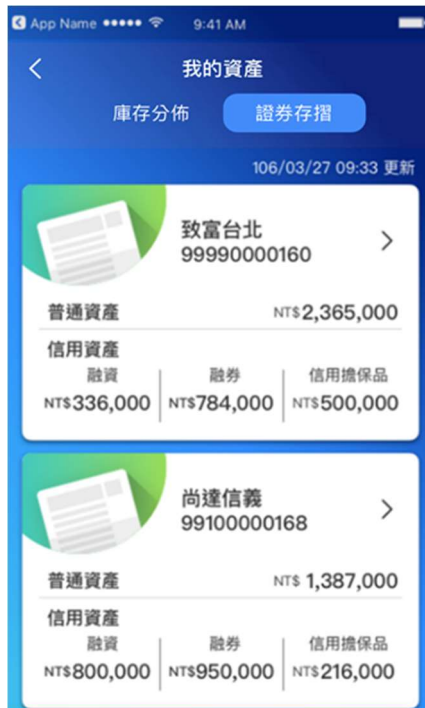 App Name 9:41 AM
我的資產
庫存分佈 證券存摺
106/03/27 09:33 更新
致富台北
99990000160
普通資產 NT$2,365,000
信用資產
融資 融券 信用擔保品
NT$336,000 NT$784,000 NT$500,000
尚達信義
99100000168
普通資產 NT$ 1,387,000
信用資產
融資 融券 信用擔保品
NT$800,000 NT$950,000 NT$216,000